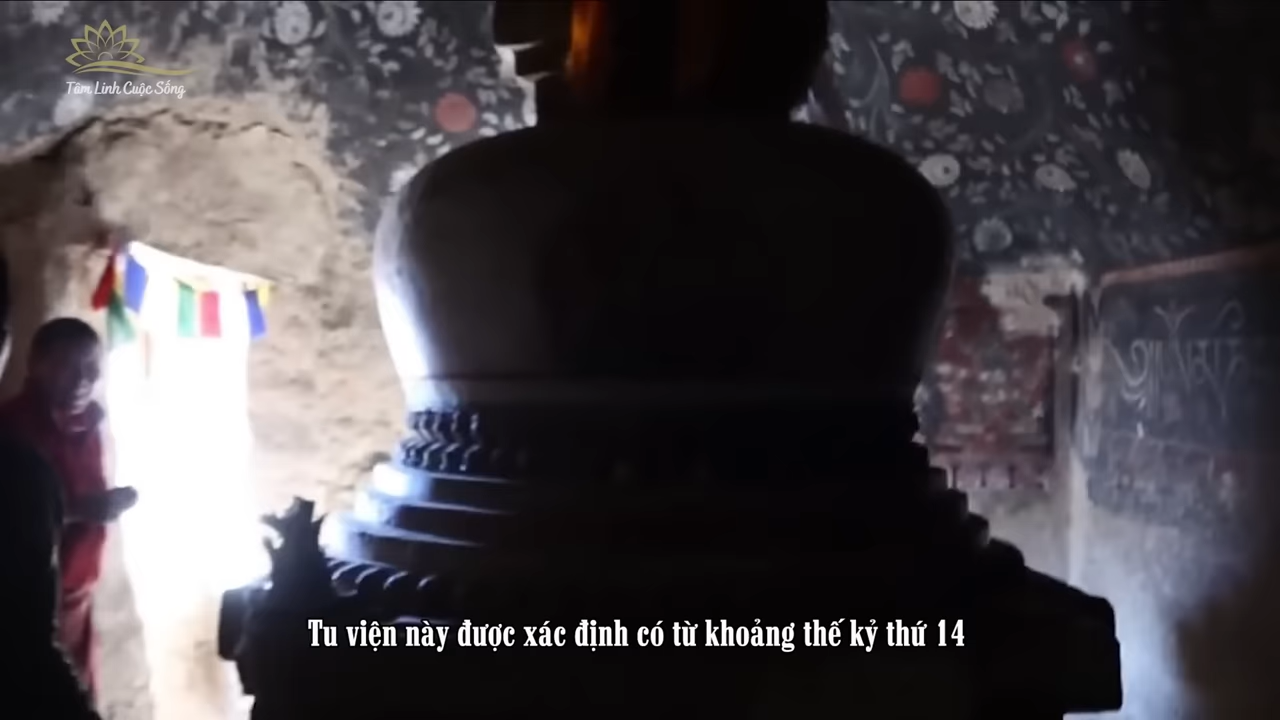 Tâm Linh Cuộc Sống
Tu viện này được xác định có từ khoảng thế kỷ thứ 14